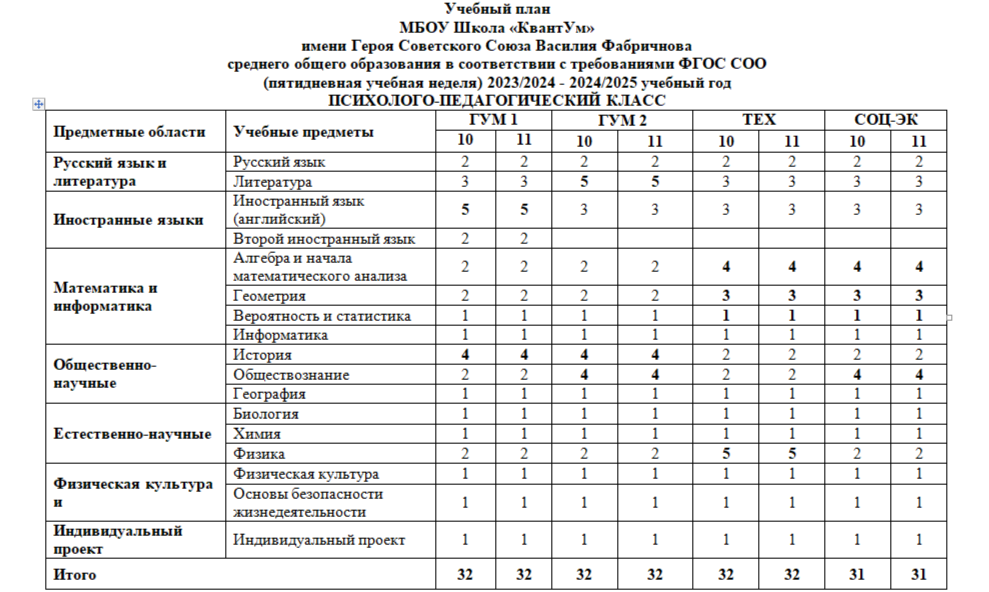 Учебный план
МБОУ Школа «КвантУм»
имени Героя Советского Союза Василия Фабричнова
среднего общего образования в соответствии с требованиями ФГОС СОО
(пятидневная учебная неделя) 2023/2024 - 2024/2025 учебный год
ПСИХОЛОГО-ПЕДАГОГИЧЕСКИЙ КЛАСС
Предметные области Учебные предметы ГУМ 1 ГУМ 2 ТЕХ СОЦ-ЭК
10 11 10 11 10 11 10 11
Русский язык и литература Русский язык 2 2 2 2 2 2 2 2
Литература 3 3 5 5 3 3 3 3
Иностранные языки Иностранный язык (английский) 5 5 3 3 3 3 3 3
Второй иностранный язык 2 2
Математика и информатика Алгебра и начала математического анализа 2 2 2 2 4 4 4 4
Геометрия 2 2 2 2 3 3 3 3
Вероятность и статистика 1 1 1 1 1 1 1 1
Информатика 1 1 1 1 1 1 1 1
Общественно-научные История 4 4 4 4 2 2 2 2
Обществознание 2 2 4 4 2 2 4 4
География 1 1 1 1 1 1 1 1
Естественно-научные Биология 1 1 1 1 1 1 1 1
Химия 1 1 1 1 1 1 1 1
Физика 2 2 2 2 5 5 2 2
Физическая культура и Физическая культура 1 1 1 1 1 1 1 1
Основы безопасности жизнедеятельности 1 1 1 1 1 1 1 1
Индивидуальный проект Индивидуальный проект 1 1 1 1 1 1 1 1
Итого 32 32 32 32 32 32 31 31